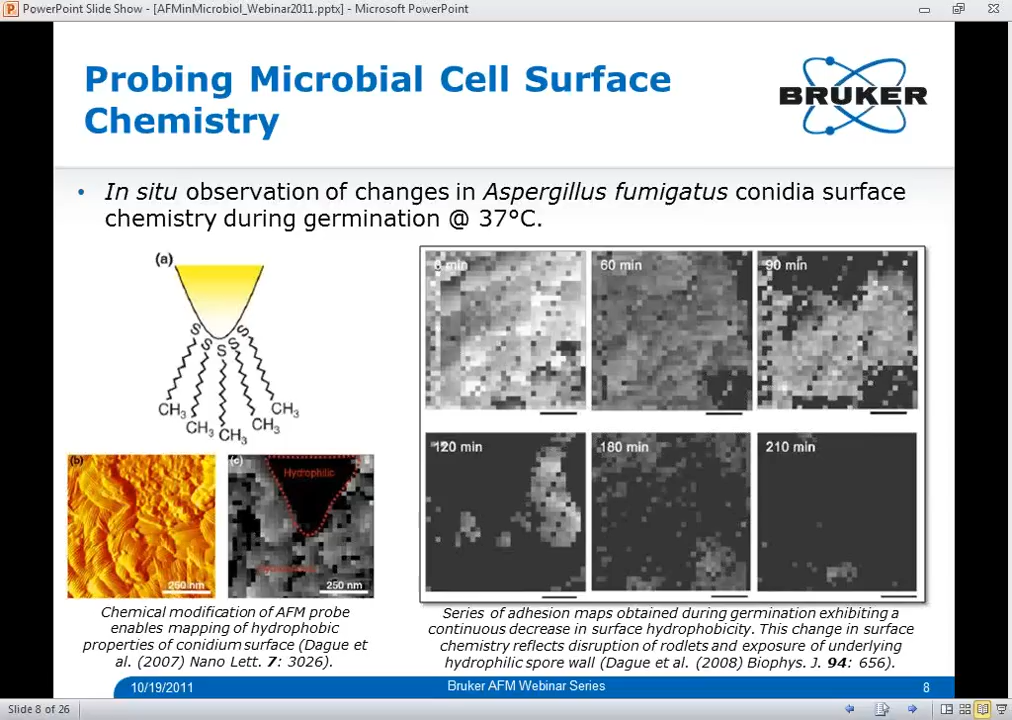 PowerPoint Slide Show - [AFMinMicrobiol_Webinar2011.pptx] - Microsoft PowerPoint
Probing Microbial Cell Surface
Chemistry
BRUKER
• In situ observation of changes in Aspergillus fumigatus conidia surface
chemistry during germination @ 37°C.
(a)
S S S S S
CH3 CH3 CH3 CH3 CH3
(b)
250 nm
(c)
Hydrophilic
250 nm
Chemical modification of AFM probe
enables mapping of hydrophobic
properties of conidium surface (Dague et
al. (2007) Nano Lett. 7: 3026).
0 min
60 min
90 min
120 min
180 min
210 min
Series of adhesion maps obtained during germination exhibiting a
continuous decrease in surface hydrophobicity. This change in surface
chemistry reflects disruption of rodlets and exposure of underlying
hydrophilic spore wall (Dague et al. (2008) Biophys. J. 94: 656).
10/19/2011
Bruker AFM Webinar Series
8
Slide 8 of 26